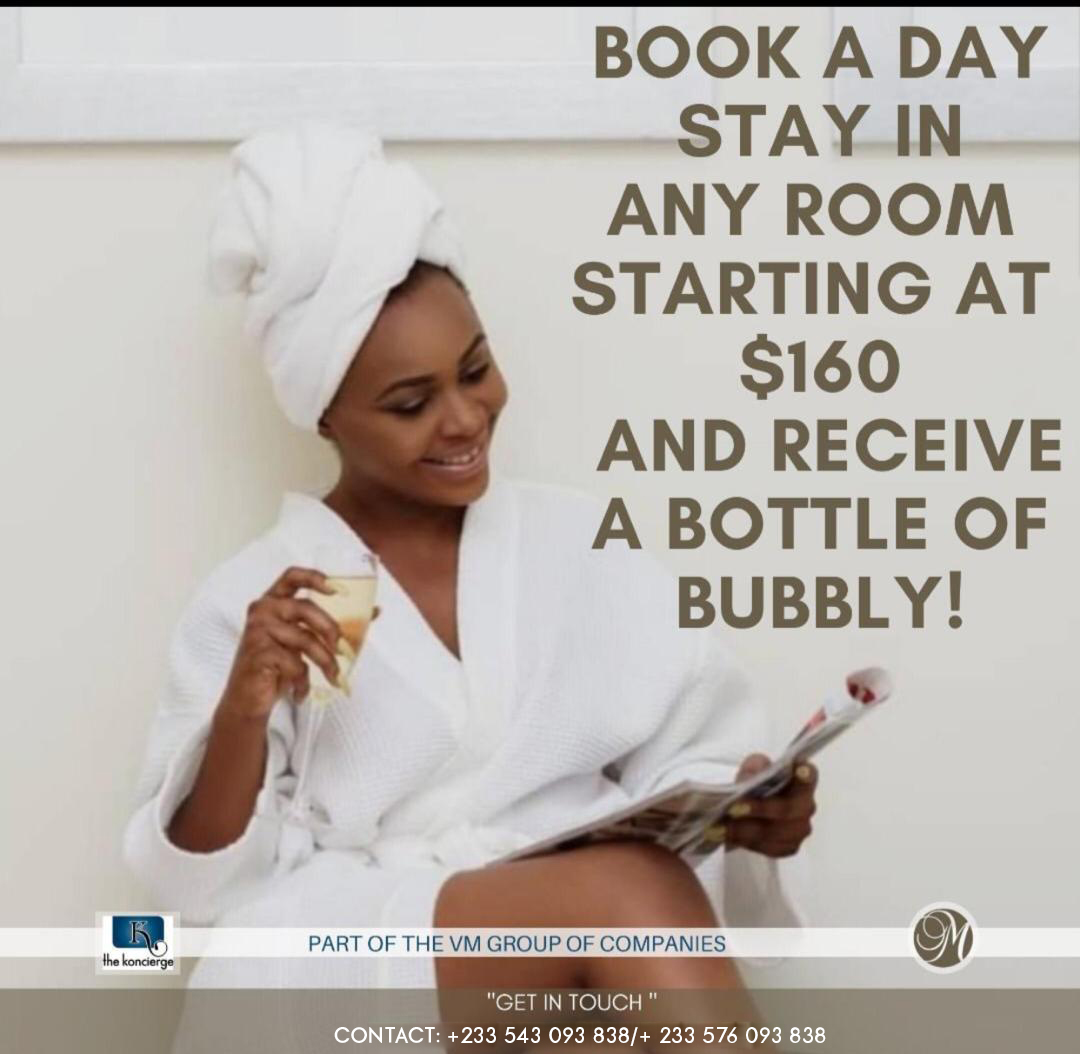 BOOK A DAY
STAY IN
ANY ROOM
STARTING AT
$160
AND RECEIVE
A BOTTLE OF
BUBBLY!
K
the koncierge
PART OF THE VM GROUP OF COMPANIES
M
"GET IN TOUCH "
CONTACT: +233 543 093 838/+ 233 576 093 838